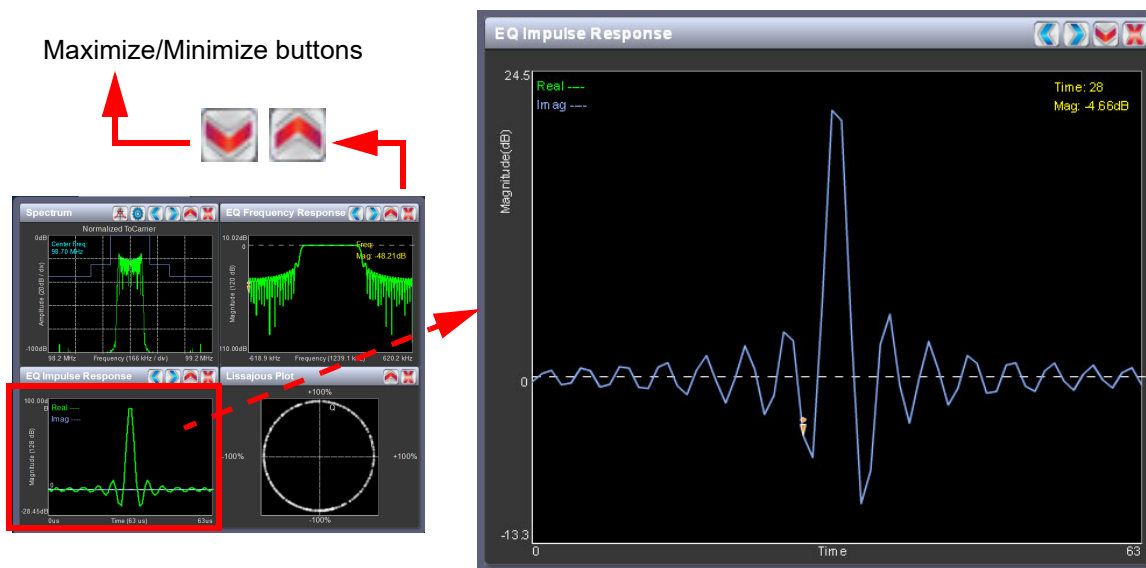 Maximize/Minimize buttons
Spectrum
Normalized ToCarrier
0dB
Center Freq:
98.70 MHz
Amplitude (20dB / dv)
-100dB
98.2 MHz
Frequency (166 kHz / dv)
99.2 MHz
EQ Frequency Response
10.02dB
0
Freq:
Mag: -48.21dB
Magnitude (120 dB)
110.00dB
-618.9 kHz
Frequency (1239.1 kHz)
620.2 kHz
EQ Impulse Response
100.00d
B
Real ----
Imag ----
Magnitude (128 dB)
0
-28.45dB
0us
Time (63 us)
63us
Lissajous Plot
+100%
Q
-100%
+100%
-100%
EQ Impulse Response
24.5
Real ----
Imag ----
Time: 28
Mag: -4.66dB
Magnitude(dB)
0
-13.3
0
Time
63